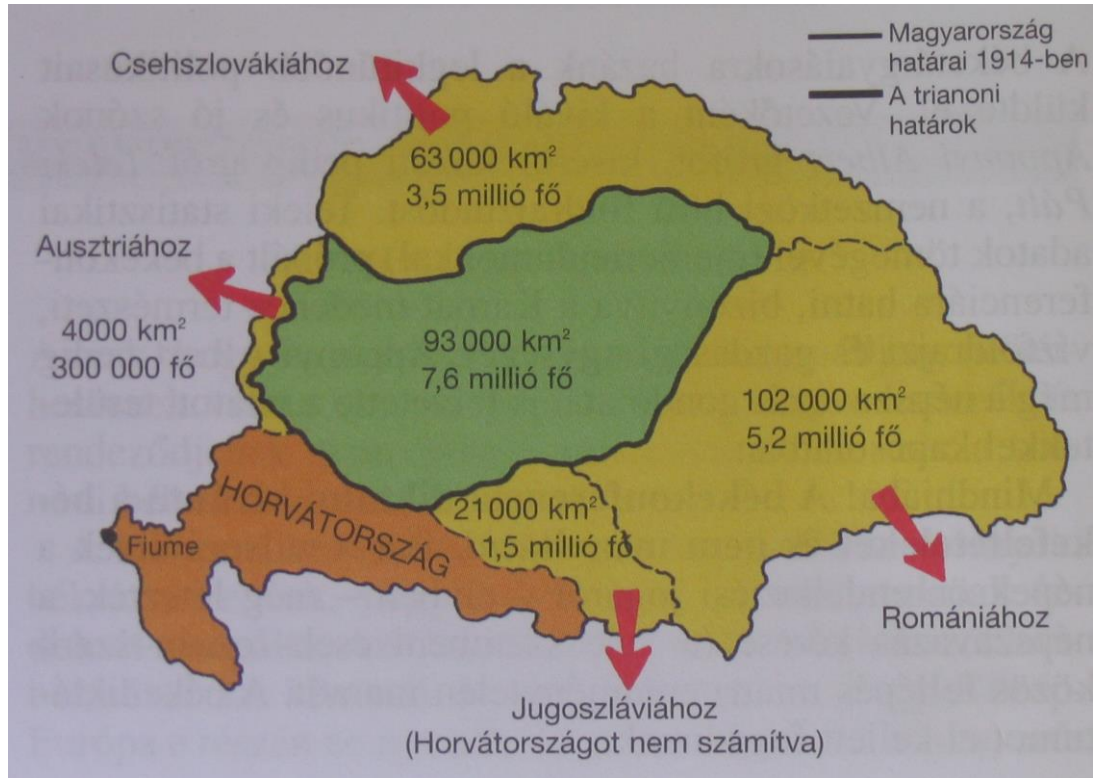 Magyarország
határai 1914-ben
A trianoni
határok
Csehszlovákiához
63 000 km²
3,5 millió fő
Ausztriához
4000 km²
300 000 fő
93 000 km²
7,6 millió fő
102 000 km²
5,2 millió fő
HORVÁTORSZÁG
21000 km²
1,5 millió fő
Fiume
Romániához
Jugoszláviához
(Horvátországot nem számítva)